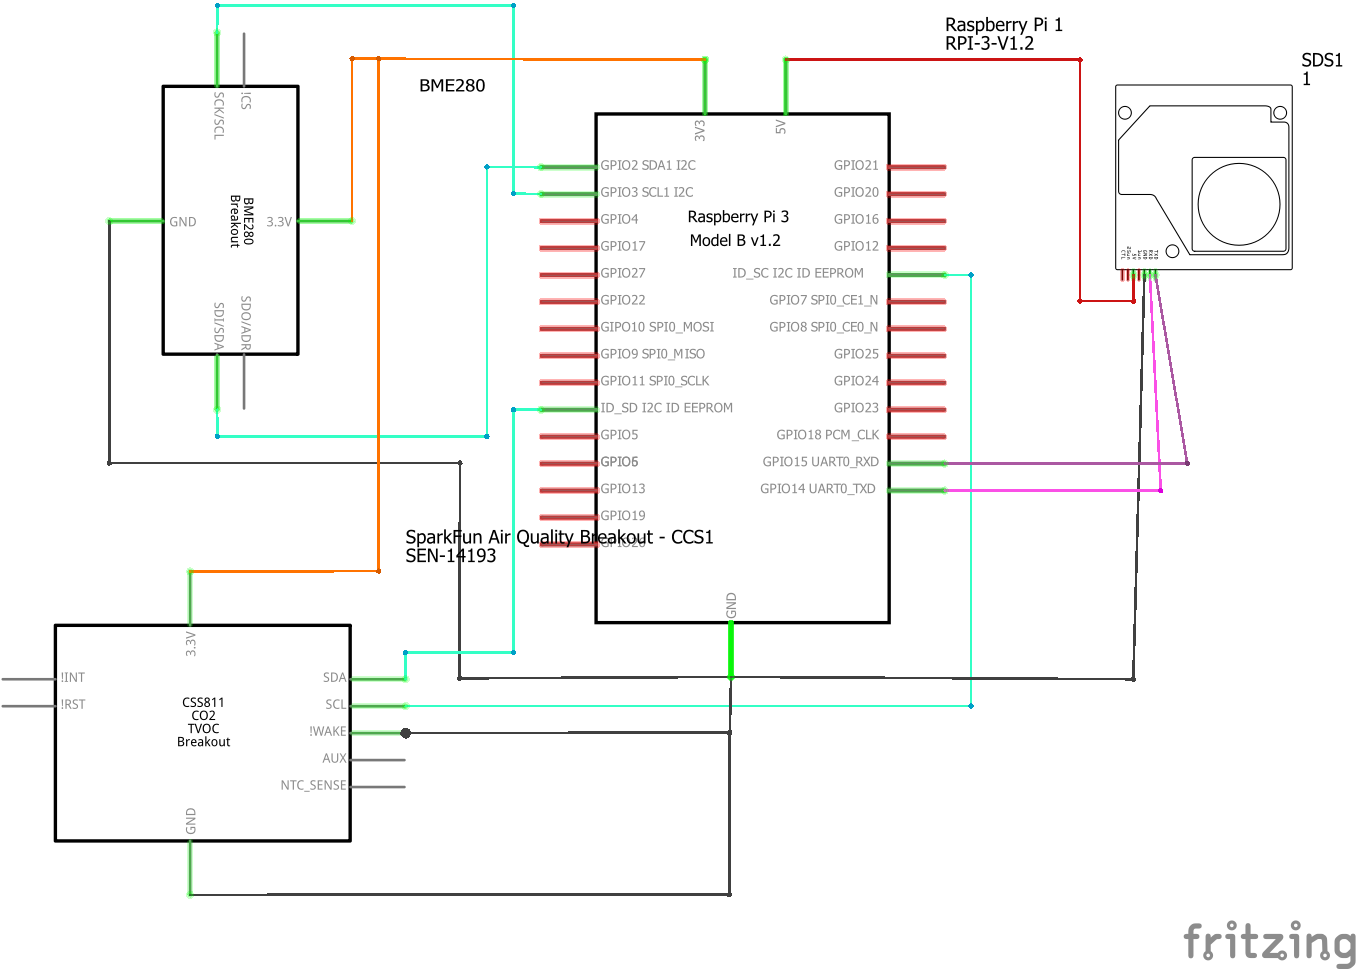 Raspberry Pi 1
RPI-3-V1.2
SDS1
1
BME280
SCK/SCL
!CS
GND
BME280
Breakout
3.3V
SDI/SDA
SDO/ADR
3V3
5V
GPIO2 SDA1 I2C
GPIO3 SCL1 I2C
GPIO4
GPIO17
GPIO27
GPIO22
GIPO10 SPI0_MOSI
GPIO9 SPI0_MISO
GPIO11 SPI0_SCLK
ID_SD I2C ID EEPROM
GPIO5
GPIO6
GPIO13
GPIO19
GPIO26
Raspberry Pi 3
Model B v1.2
GPIO21
GPIO20
GPIO16
GPIO12
ID_SC I2C ID EEPROM
GPIO7 SPI0_CE1_N
GPIO8 SPI0_CE0_N
GPIO25
GPIO24
GPIO23
GPIO18 PCM_CLK
GPIO15 UART0_RXD
GPIO14 UART0_TXD
GND
SparkFun Air Quality Breakout - CCS1
SEN-14193
3.3V
!INT
!RST
CSS811
CO2
TVOC
Breakout
SDA
SCL
!WAKE
AUX
NTC_SENSE
GND
fritzing